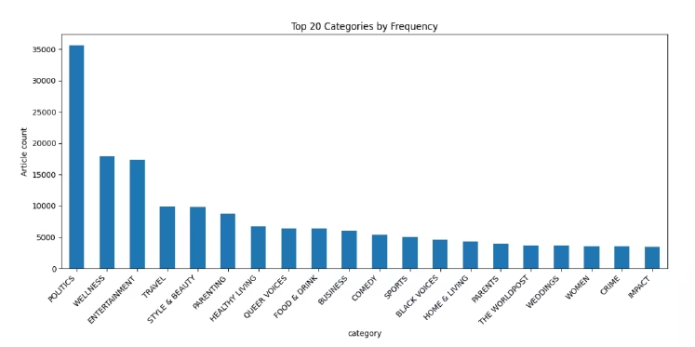 Top 20 Categories by Frequency
Article count
35000
30000
25000
20000
15000
10000
5000
0
POLITICS
WELLNESS
ENTERTAINMENT
TRAVEL
STYLE & BEAUTY
PARENTING
HEALTHY LIVING
QUEER VOICES
FOOD & DRINK
BUSINESS
COMEDY
SPORTS
BLACK VOICES
HOME & LIVING
PARENTS
THE WORLDPOST
WEDDINGS
WOMEN
CRIME
IMPACT
category